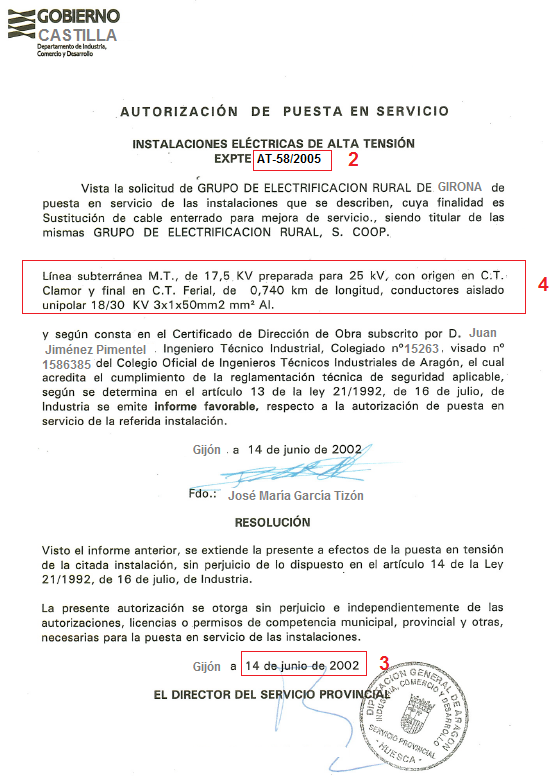 GOBIERNO
CASTILLA
Departamento de Industria,
Comercio y Desarrollo
AUTORIZACIÓN DE PUESTA EN SERVICIO
INSTALACIONES ELÉCTRICAS DE ALTA TENSIÓN
EXPTE AT-58/2005 2
Vista la solicitud de GRUPO DE ELECTRIFICACION RURAL DE GIRONA de
puesta en servicio de las instalaciones que se describen, cuya finalidad es
Sustitución de cable enterrado para mejora de servicio., siendo titular de las
mismas GRUPO DE ELECTRIFICACION RURAL, S. COOP.
Línea subterránea M.T., de 17,5 KV preparada para 25 kV, con origen en C.T.
Clamor y final en C.T. Ferial, de 0,740 km de longitud, conductores aislado
unipolar 18/30 KV 3x1x50mm2 mm² Al.
4
y según consta en el Certificado de Dirección de Obra subscrito por D. Juan
Jiménez Pimentel . Ingeniero Técnico Industrial, Colegiado nº15263, visado nº
1586385 del Colegio Oficial de Ingenieros Técnicos Industriales de Aragón, el cual
acredita el cumplimiento de la reglamentación técnica de seguridad aplicable,
según se determina en el artículo 13 de la ley 21/1992, de 16 de julio, de
Industria se emite informe favorable, respecto a la autorización de puesta en
servicio de la referida instalación.
Gijón . a 14 de junio de 2002
Fdo.: José Maria Garcia Tizón
RESOLUCIÓN
Visto el informe anterior, se extiende la presente a efectos de la puesta en tensión
de la citada instalación, sin perjuicio de lo dispuesto en el artículo 14 de la Ley
21/1992, de 16 de julio, de Industria.
La presente autorización se otorga sin perjuicio e independientemente de las
autorizaciones, licencias o permisos de competencia municipal, provincial y otras,
necesarias para la puesta en servicio de las instalaciones.
Gijón a 14 de junio de 2002 3
EL DIRECTOR DEL SERVICIO PROVINCIAL
DIPUTACION GENERAL DE ARAGON
INDUSTRIA, COMERCIO Y DESARROLLO
SERVICIO PROVINCIAL
HUESCA